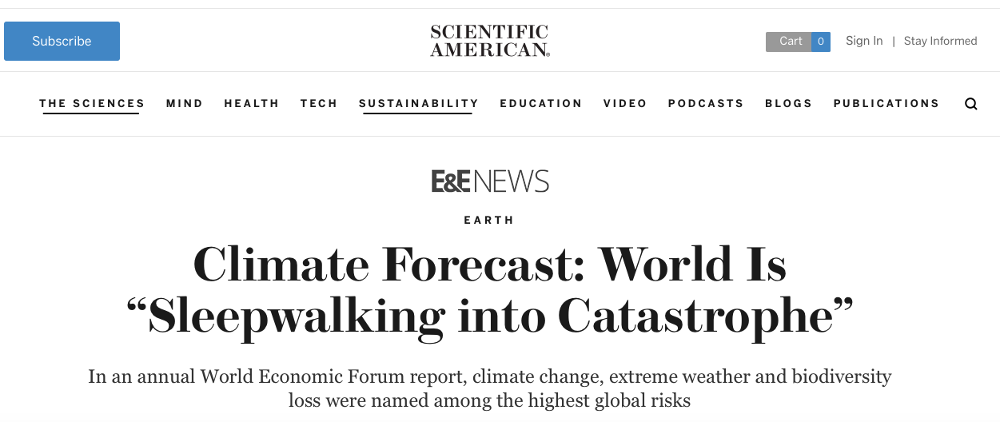 Subscribe
SCIENTIFIC
AMERICAN®
Cart 0 Sign In | Stay Informed
THE SCIENCES MIND HEALTH TECH SUSTAINABILITY EDUCATION VIDEO PODCASTS BLOGS PUBLICATIONS
E&E NEWS
EARTH
Climate Forecast: World Is
“Sleepwalking into Catastrophe”
In an annual World Economic Forum report, climate change, extreme weather and biodiversity
loss were named among the highest global risks